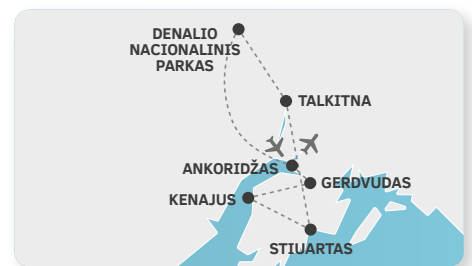 DENALIO
NACIONALINIS
PARKAS
TALKITNA
ANKORIDŽAS
GERDVUDAS
KENAJUS
STIUARTAS